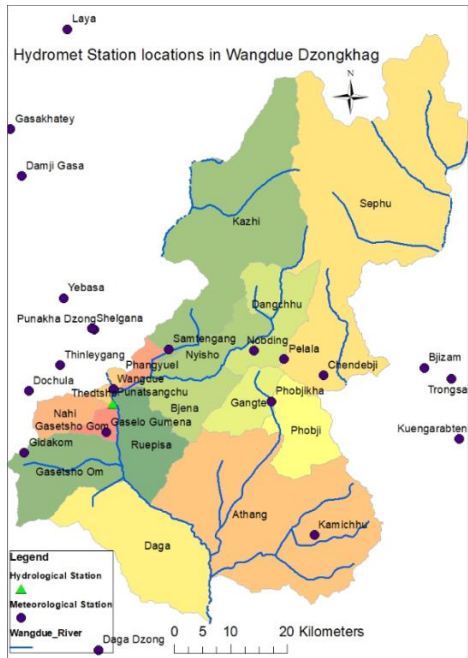 Laya
Hydromet Station locations in Wangdue Dzongkhag
N
Gasakhatey
Damji Gasa
Sephu
Kazhi
Yebasa
Dangchhu
Punakha Dzong Shelgana
Samtengang
Nobding
Nyisho
Pelala
Phangyuel
Thinleygang
Bjizam
Chendebji
Trongsa
Wangdue
Dochula
Thedtsho Punatsangchu
Phobjikha
Gangte
Bjena
Nahi
Gasetsho Gom
Gaselo Gumena
Phobji
Kuengarabten
Ruepisa
Gidakom
Gasetsho Om
Athang
Kamichhu
Daga
Legend
Hydrological Station
Meteorological Station
Wangdue_River
Daga Dzong
0 5 10 20 Kilometers